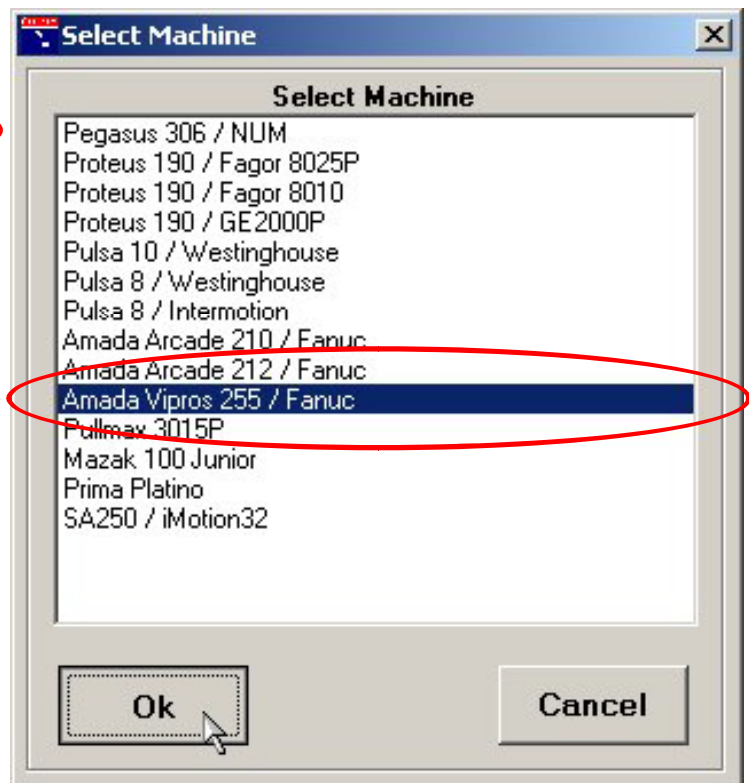 Select Machine
Select Machine
Pegasus 306 / NUM
Proteus 190 / Fagor 8025P
Proteus 190 / Fagor 8010
Proteus 190 / GE2000P
Pulsa 10 / Westinghouse
Pulsa 8 / Westinghouse
Pulsa 8 / Intermotion
Amada Arcade 210 / Fanuc
Amada Arcade 212 / Fanuc
Amada Vipros 255 / Fanuc
Pullmax 3015P
Mazak 100 Junior
Prima Platino
SA250 / iMotion32
Ok
Cancel